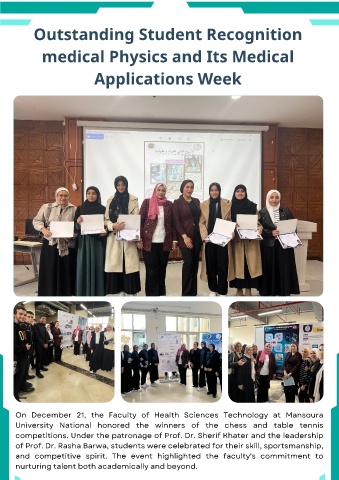 Outstanding Student Recognition
medical Physics and Its Medical
Applications Week
On December 21, the Faculty of Health Sciences Technology at Mansoura
University National honored the winners of the chess and table tennis
competitions. Under the patronage of Prof. Dr. Sherif Khater and the leadership
of Prof. Dr. Rasha Barwa, students were celebrated for their skill, sportsmanship,
and competitive spirit. The event highlighted the faculty's commitment to
nurturing talent both academically and beyond.